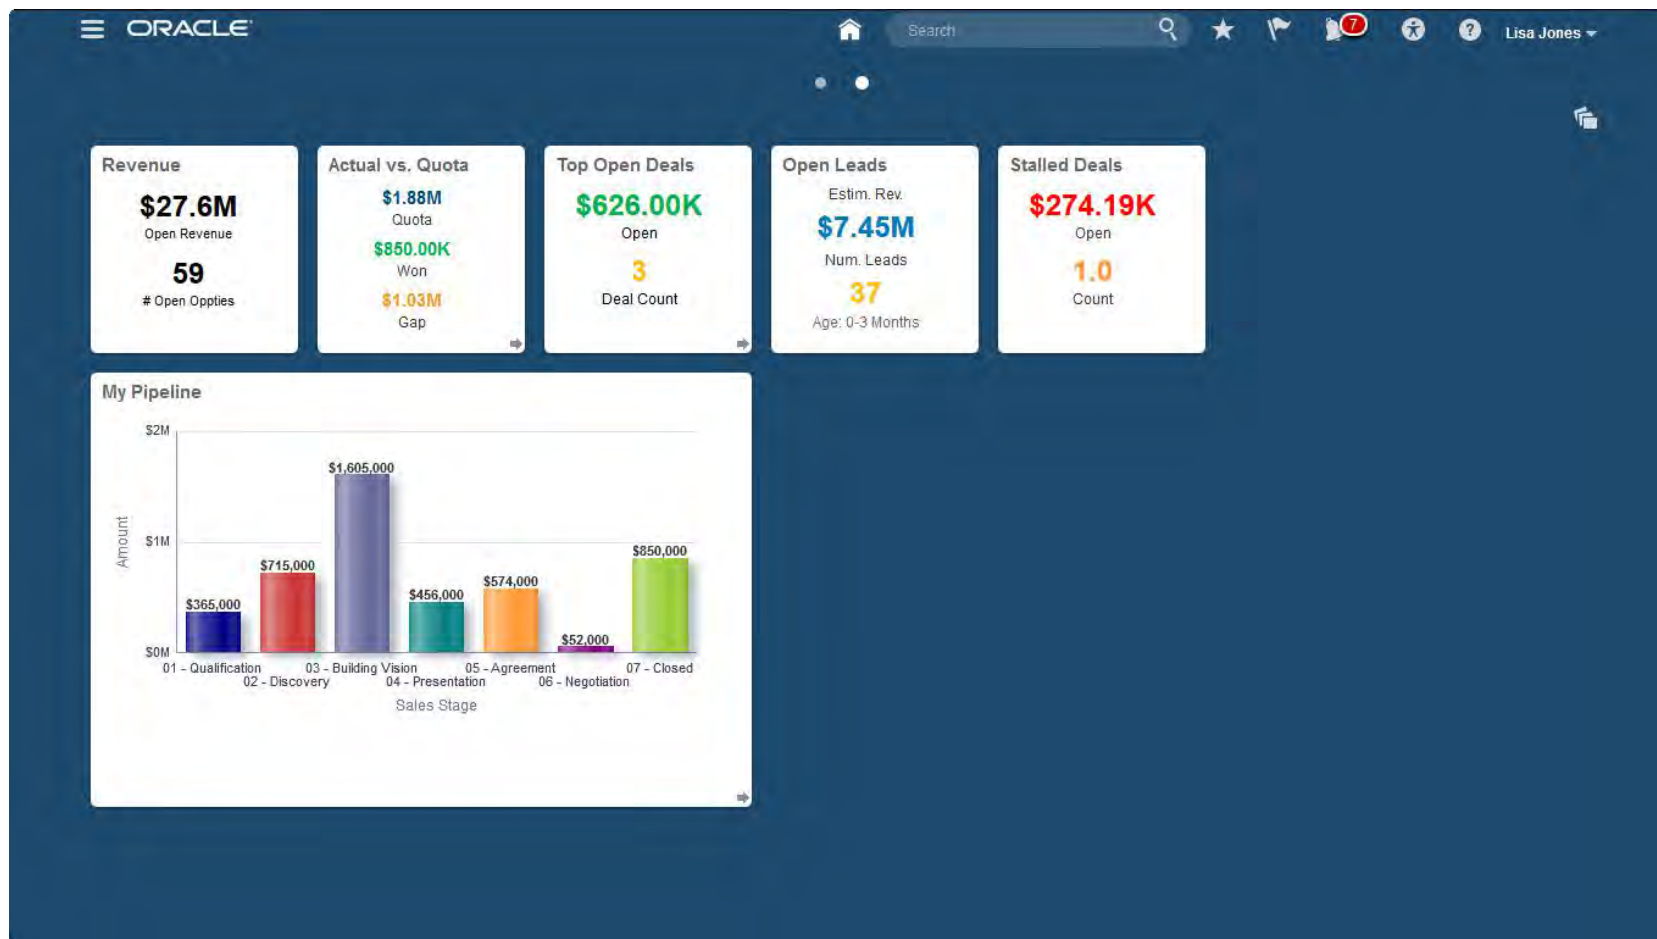 ORACLE
Search
7
?
Lisa Jones
Revenue
$27.6M
Open Revenue
59
# Open Oppties
Actual vs. Quota
$1.88M
Quota
$850.00K
Won
$1.03M
Gap
Top Open Deals
$626.00K
Open
3
Deal Count
Open Leads
Estim. Rev.
$7.45M
Num. Leads
37
Age: 0-3 Months
Stalled Deals
$274.19K
Open
1.0
Count
My Pipeline
Amount
$2M
$1M
$0M
$365,000
$715,000
$1,605,000
$456,000
$574,000
$52,000
$850,000
01 - Qualification
02 - Discovery
03 - Building Vision
04 - Presentation
05 - Agreement
06 - Negotiation
07 - Closed
Sales Stage